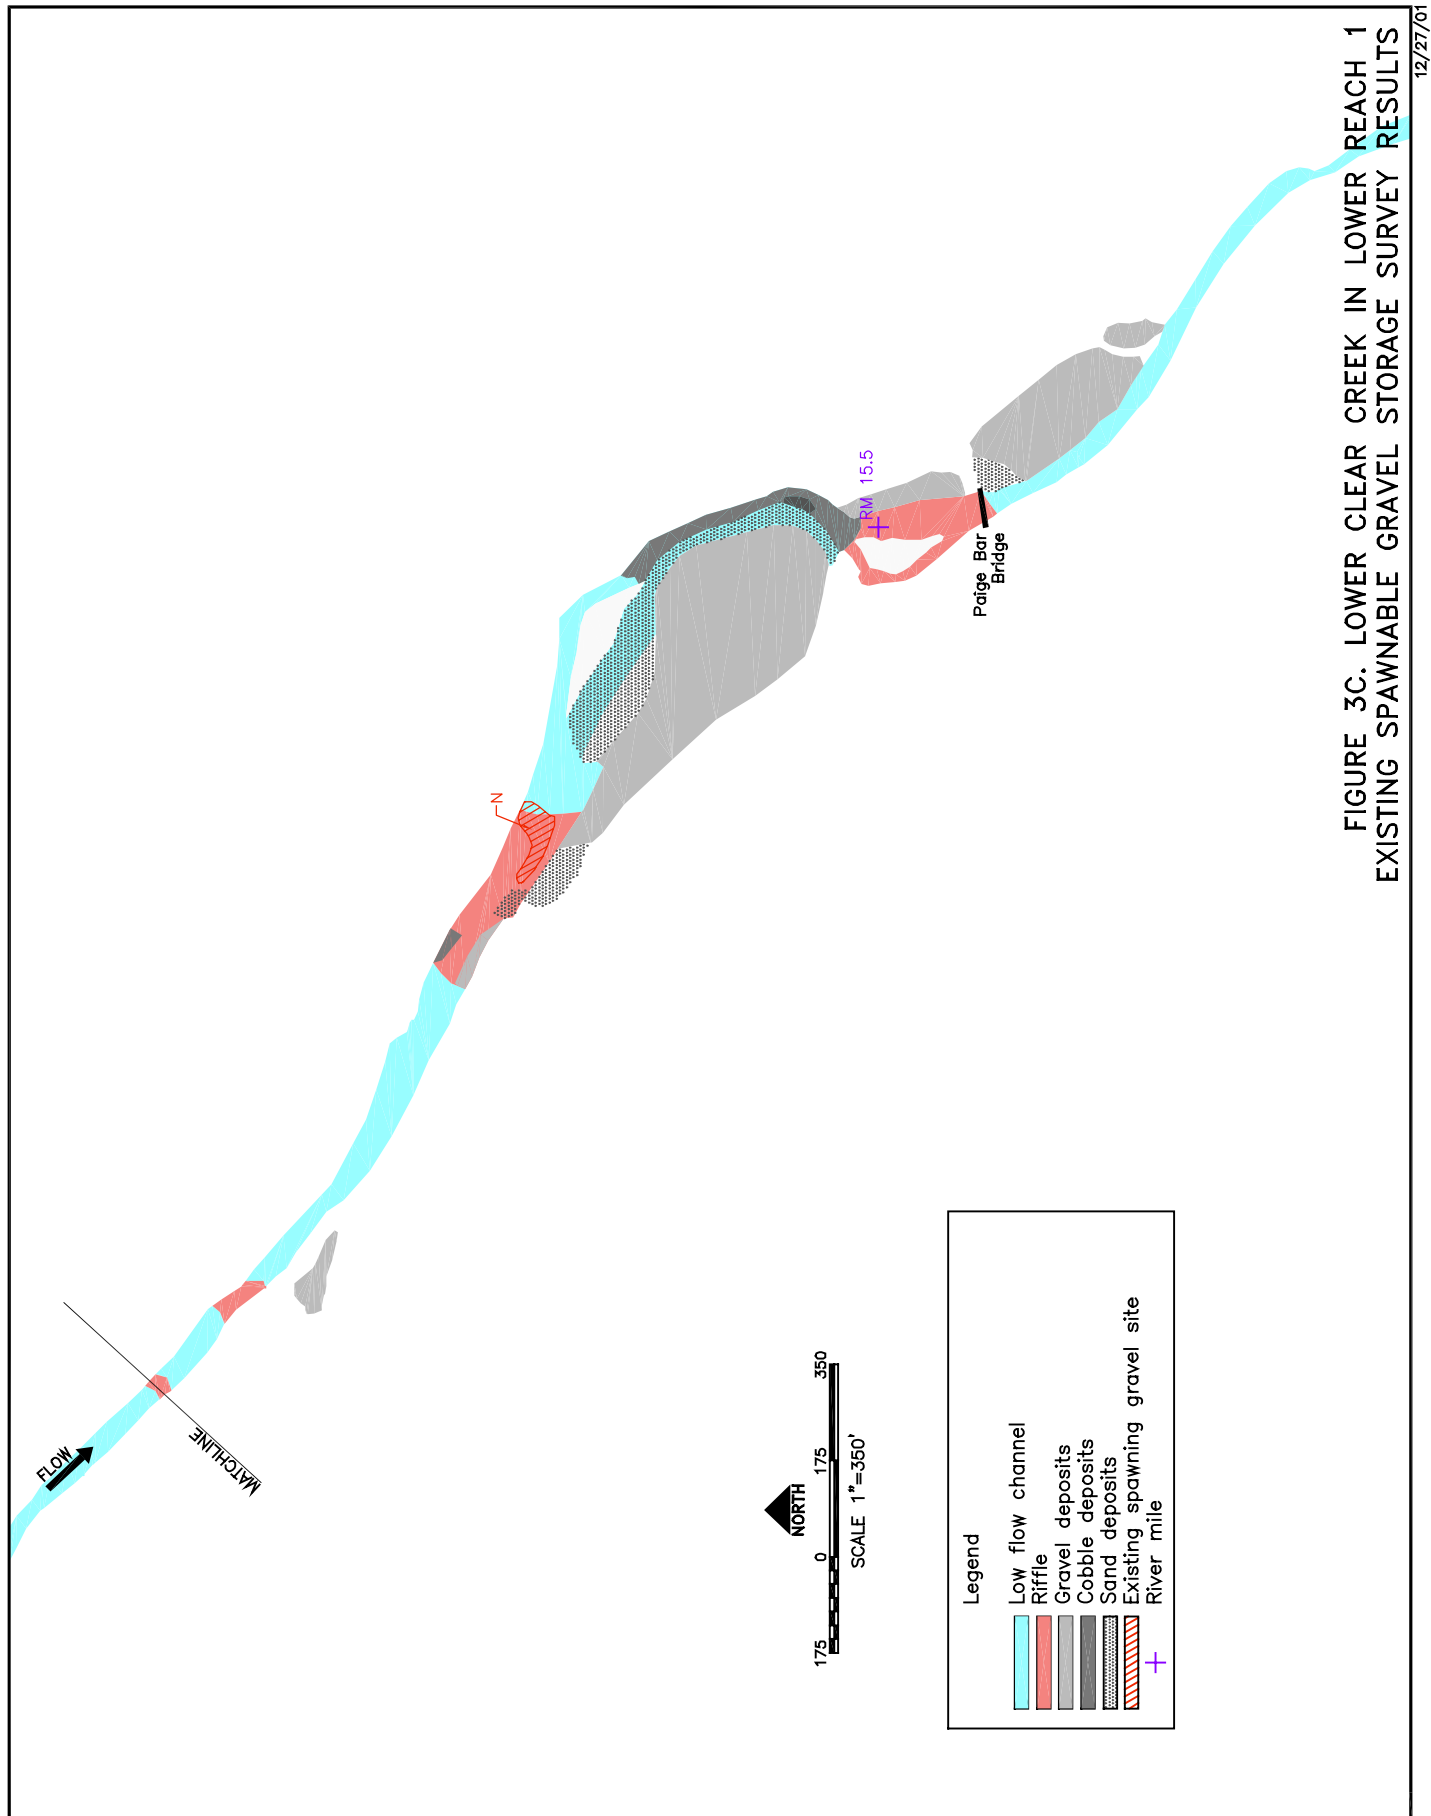 FLOW
MATCHLINE
N
RM 15.5
Paige Bar
Bridge
NORTH
175 0 175 350
SCALE 1"=350'
Legend
Low flow channel
Riffle
Gravel deposits
Cobble deposits
Sand deposits
Existing spawning gravel site
River mile
FIGURE 3C. LOWER CLEAR CREEK IN LOWER REACH 1
EXISTING SPAWNABLE GRAVEL STORAGE SURVEY RESULTS
12/27/01